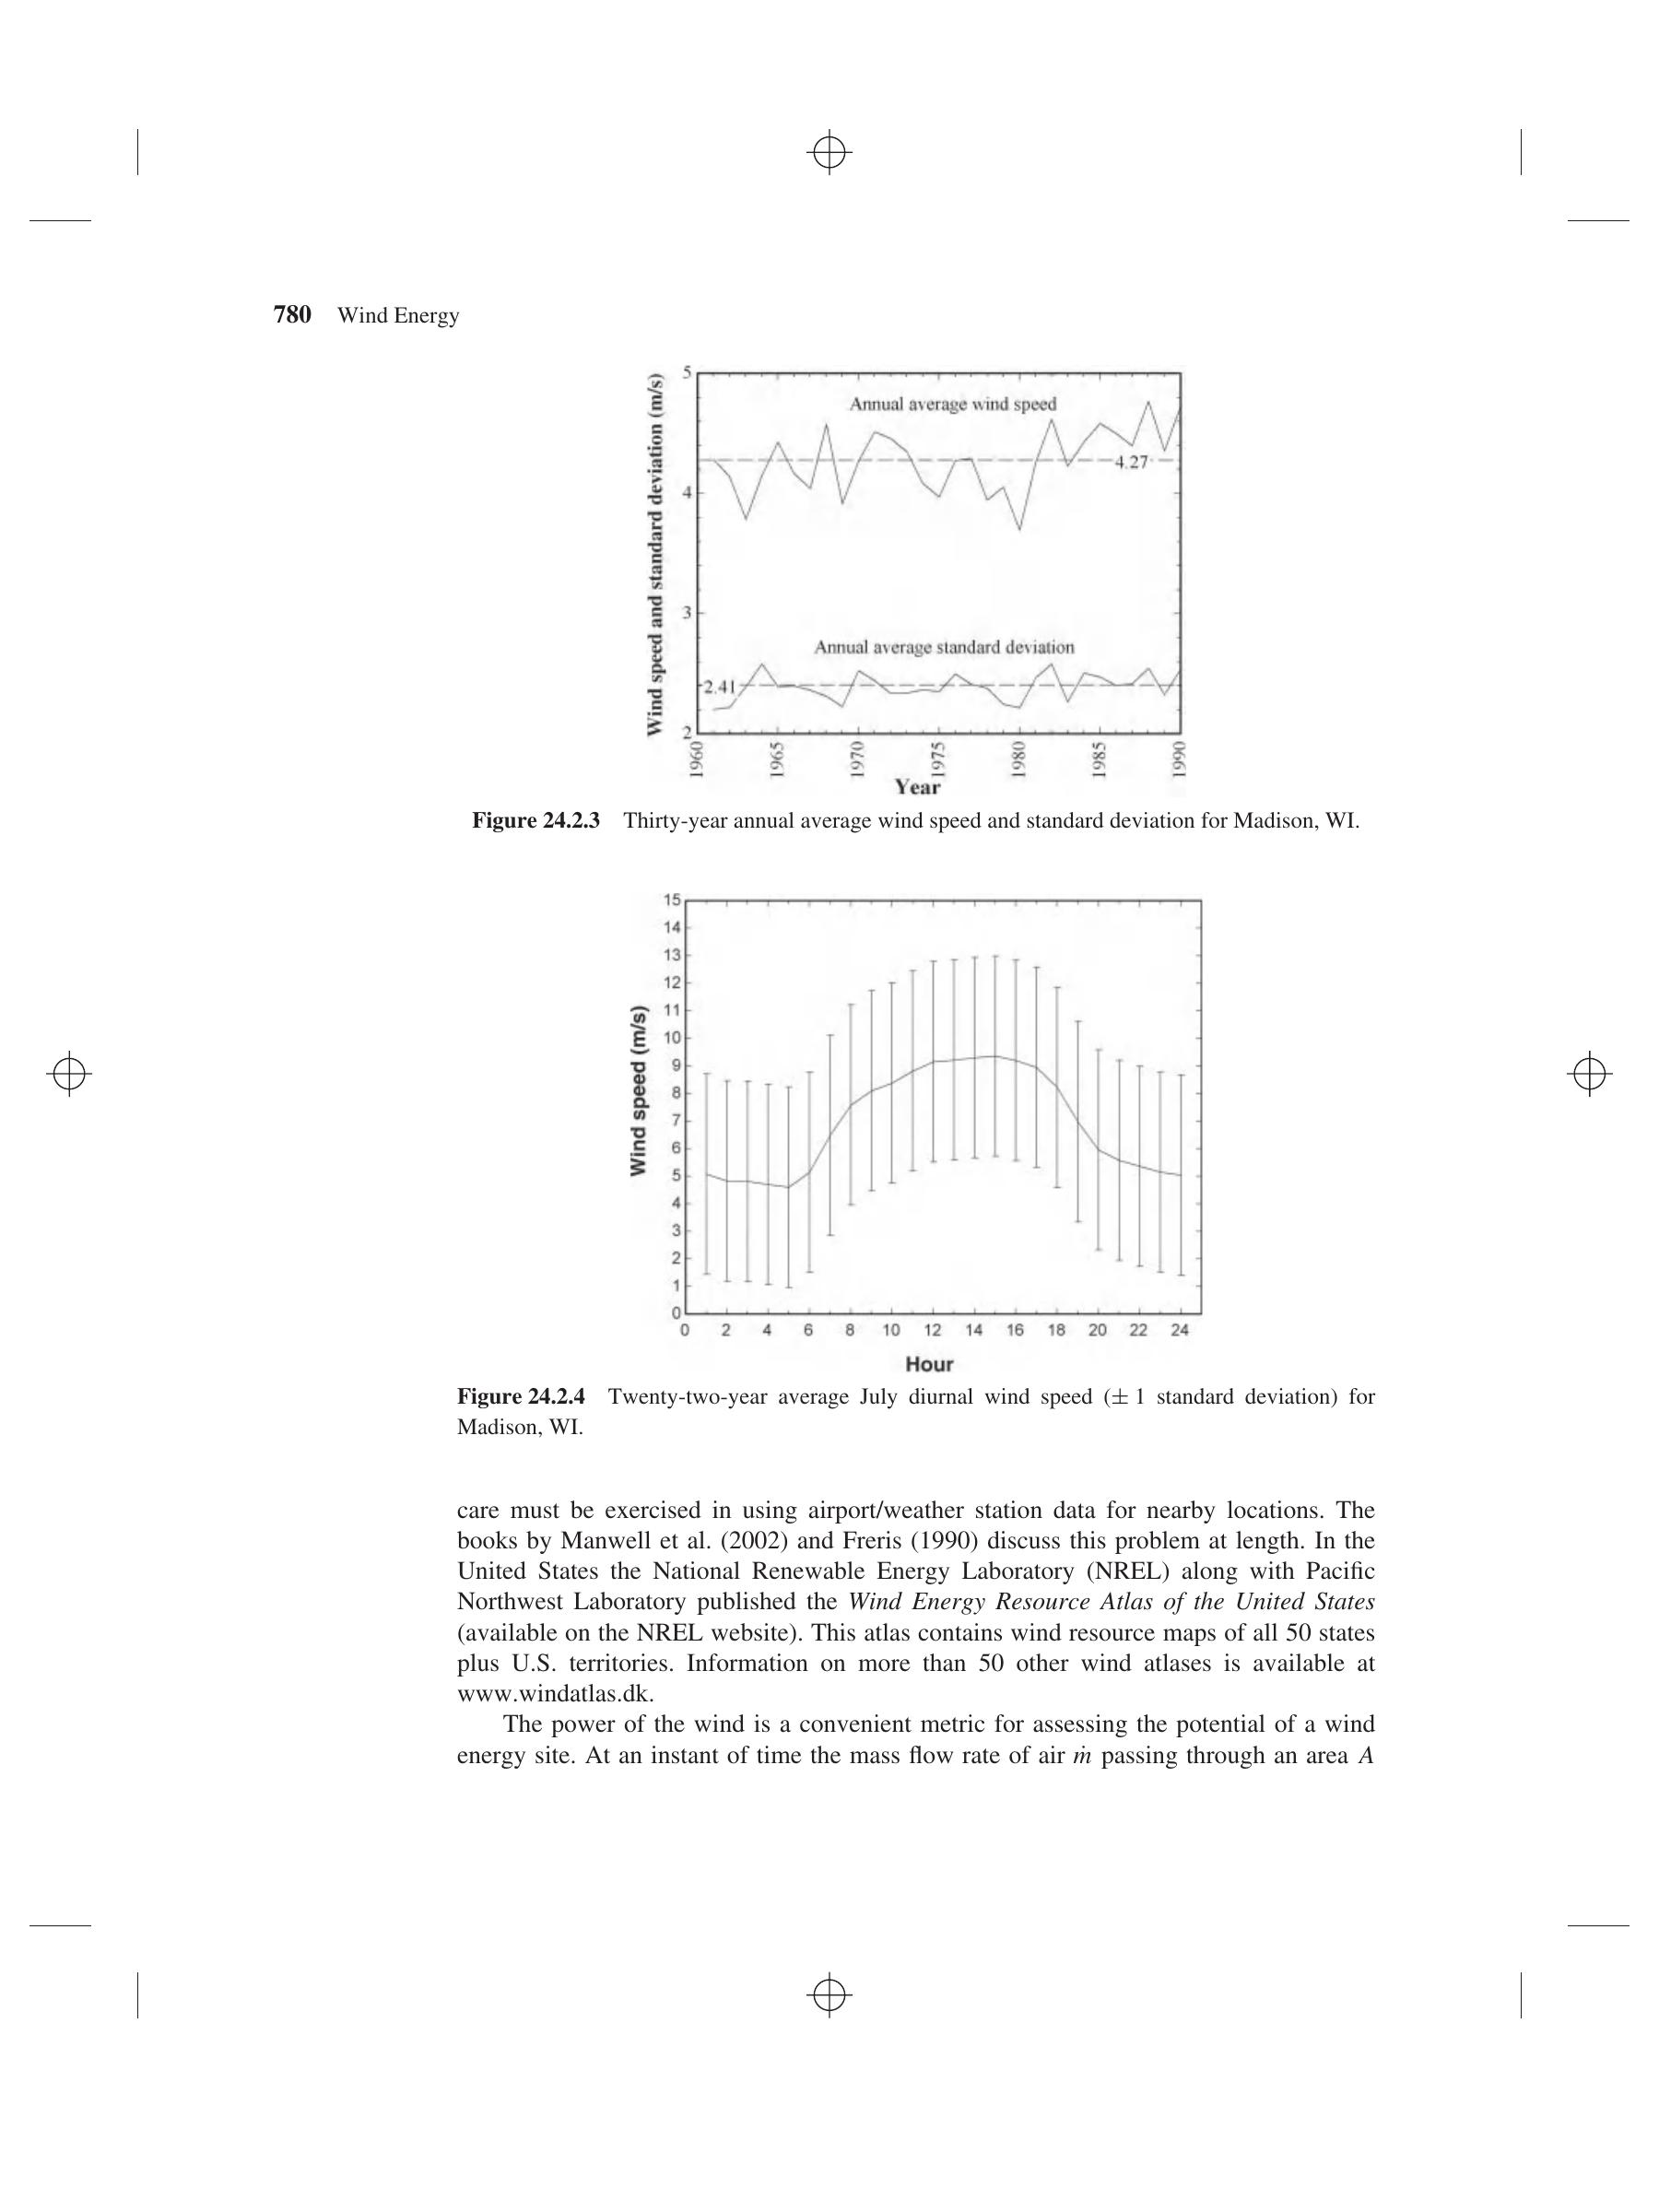 780 Wind Energy
Wind speed and standard deviation (m/s)
5
4
3
2
Annual average wind speed
4.27
Annual average standard deviation
2.41
1960 1965 1970 1975 1980 1985 1990
Year
Figure 24.2.3 Thirty-year annual average wind speed and standard deviation for Madison, WI.
Wind speed (m/s)
15
14
13
12
11
10
9
8
7
6
5
4
3
2
1
0
0 2 4 6 8 10 12 14 16 18 20 22 24
Hour
Figure 24.2.4 Twenty-two-year average July diurnal wind speed (± 1 standard deviation) for
Madison, WI.
care must be exercised in using airport/weather station data for nearby locations. The
books by Manwell et al. (2002) and Freris (1990) discuss this problem at length. In the
United States the National Renewable Energy Laboratory (NREL) along with Pacific
Northwest Laboratory published the Wind Energy Resource Atlas of the United States
(available on the NREL website). This atlas contains wind resource maps of all 50 states
plus U.S. territories. Information on more than 50 other wind atlases is available at
www.windatlas.dk.
The power of the wind is a convenient metric for assessing the potential of a wind
energy site. At an instant of time the mass flow rate of air ṁ passing through an area A